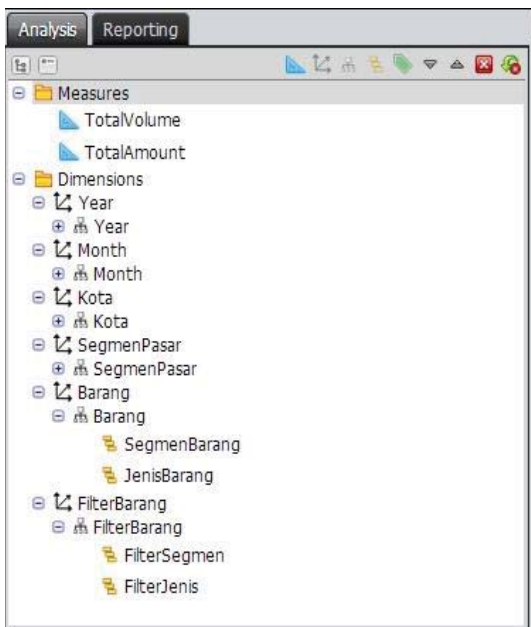 Analysis Reporting
Measures
TotalVolume
TotalAmount
Dimensions
Year
Year
Month
Month
Kota
Kota
SegmenPasar
SegmenPasar
Barang
Barang
SegmenBarang
JenisBarang
FilterBarang
FilterBarang
FilterSegmen
FilterJenis